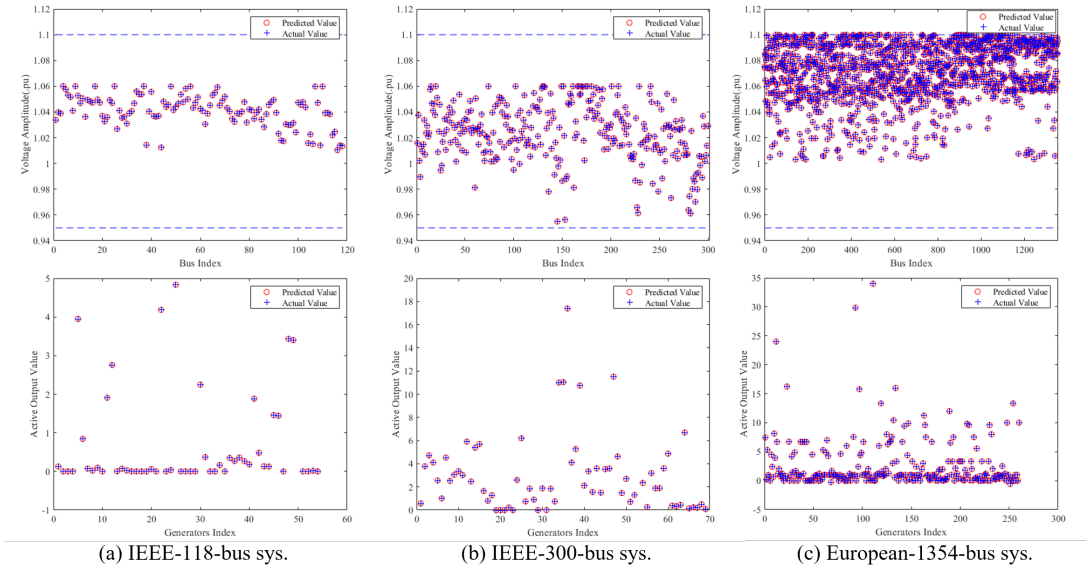 1.12
1.1
1.08
1.06
1.04
1.02
1
0.98
0.96
0.94
Voltage Amplitude(.pu)
Predicted Value
Actual Value
0 20 40 60 80 100 120
Bus Index
1.12
1.1
1.08
1.06
1.04
1.02
1
0.98
0.96
0.94
Voltage Amplitude(.pu)
Predicted Value
Actual Value
0 50 100 150 200 250 300
Bus Index
1.12
1.1
1.08
1.06
1.04
1.02
1
0.98
0.96
0.94
Voltage Amplitude(.pu)
Predicted Value
Actual Value
0 200 400 600 800 1000 1200
Bus Index
5
4
3
2
1
0
-1
Active Output Value
Predicted Value
Actual Value
0 10 20 30 40 50 60
Generators Index
20
18
16
14
12
10
8
6
4
2
0
Active Output Value
Predicted Value
Actual Value
0 10 20 30 40 50 60 70
Generators Index
35
30
25
20
15
10
5
0
-5
Active Output Value
Predicted Value
Actual Value
0 50 100 150 200 250 300
Generators Index
(a) IEEE-118-bus sys.
(b) IEEE-300-bus sys.
(c) European-1354-bus sys.